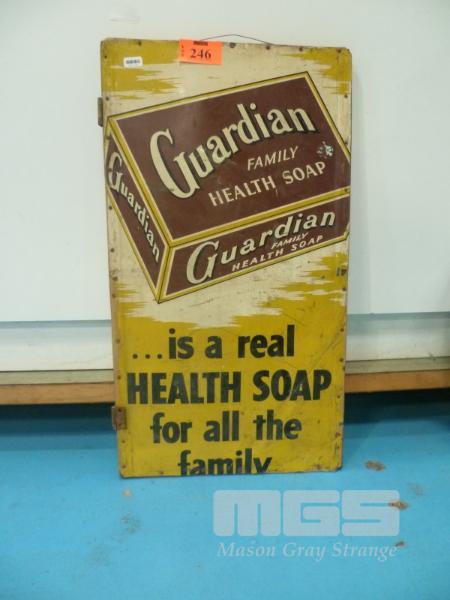 246
Guardian
FAMILY
HEALTH SOAP
Guardian
Guardian
FAMILY
HEALTH SOAP
...is a real
HEALTH SOAP
for all the
family
MGS
Mason Gray Strange